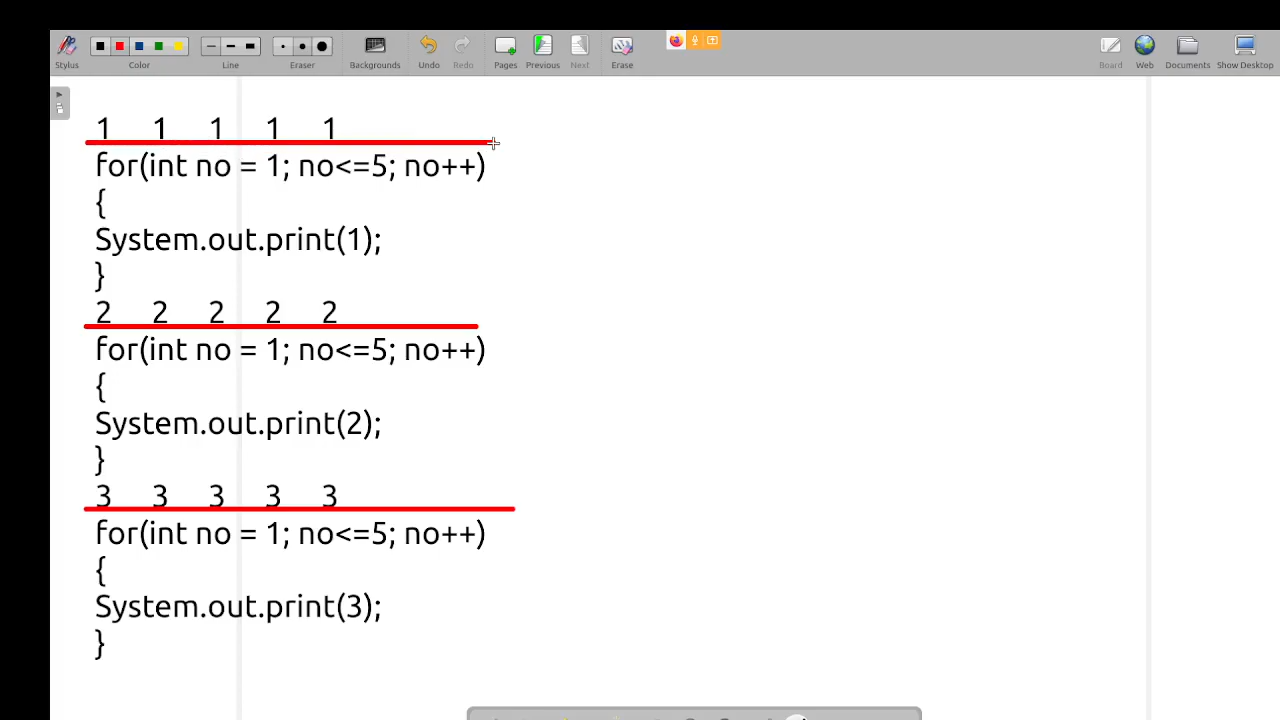 Stylus Color Line Eraser Backgrounds Undo Redo Pages Previous Next Erase Board Web Documents Show Desktop
1 1 1 1 1
for(int no = 1; no<=5; no++)
{
System.out.print(1);
}
2 2 2 2 2
for(int no = 1; no<=5; no++)
{
System.out.print(2);
}
3 3 3 3 3
for(int no = 1; no<=5; no++)
{
System.out.print(3);
}